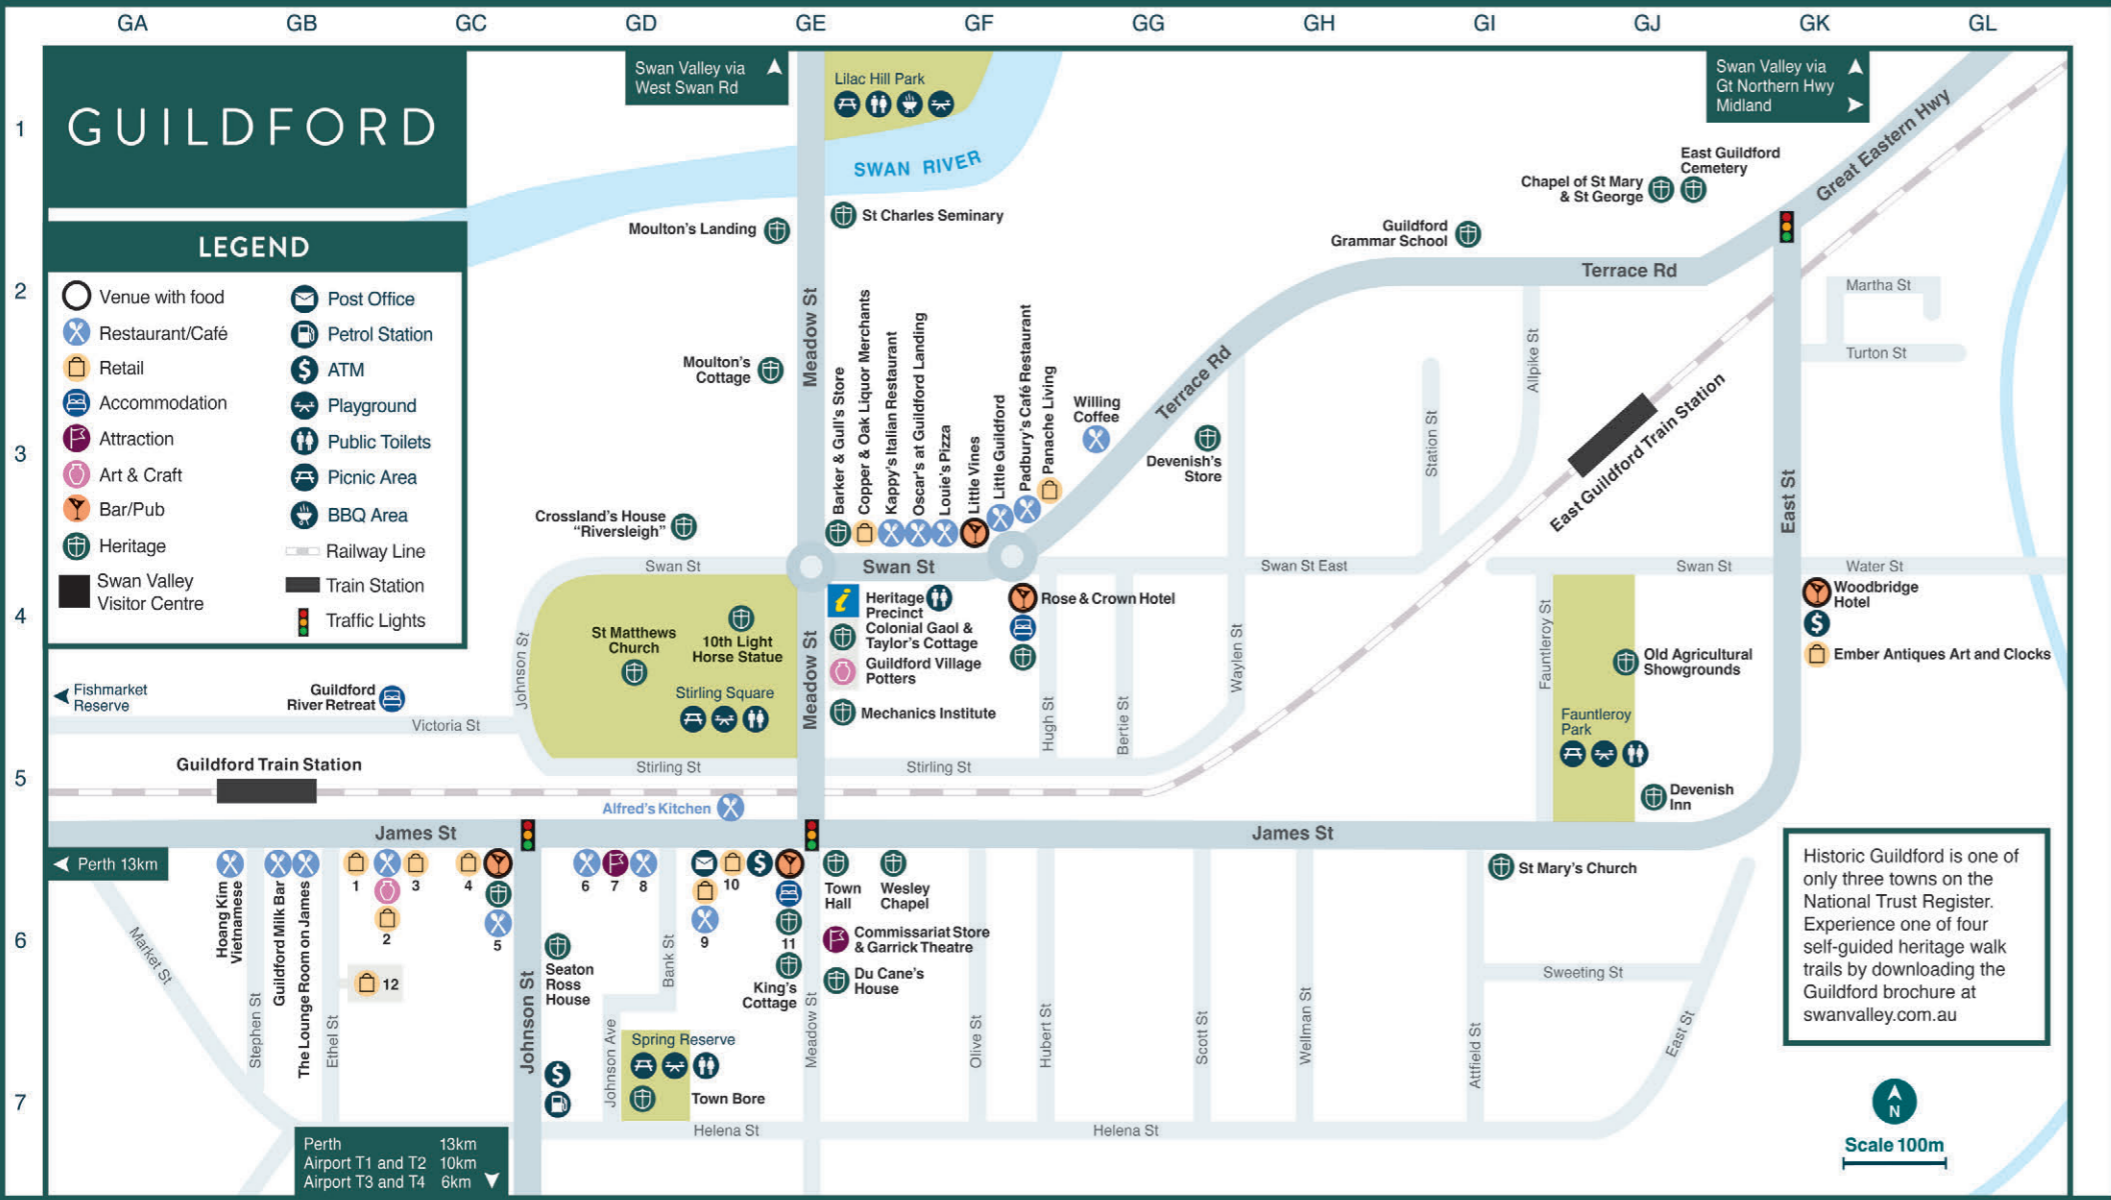 GA GB GC GD GE GF GG GH GI GJ GK GL
1
2
3
4
5
6
7
GUILDFORD
LEGEND
Venue with food
Restaurant/Café
Retail
Accommodation
Attraction
Art & Craft
Bar/Pub
Heritage
Swan Valley
Visitor Centre
Post Office
Petrol Station
ATM
Playground
Public Toilets
Picnic Area
BBQ Area
Railway Line
Train Station
Traffic Lights
Swan Valley via
West Swan Rd
Lilac Hill Park
SWAN RIVER
Swan Valley via
Gt Northern Hwy
Midland
Great Eastern Hwy
East Guildford
Cemetery
Chapel of St Mary
& St George
Guildford
Grammar School
Terrace Rd
St Charles Seminary
Moulton's Landing
Meadow St
Moulton's
Cottage
Martha St
Turton St
Allpike St
Station St
East Guildford Train Station
East St
Terrace Rd
Barker & Gull's Store
Copper & Oak Liquor Merchants
Kappy's Italian Restaurant
Oscar's at Guildford Landing
Louie's Pizza
Little Vines
Little Guildford
Padbury's Café Restaurant
Panache Living
Willing
Coffee
Devenish's
Store
Crossland's House
"Riversleigh"
Swan St
Swan St
Swan St East
Swan St
Water St
Heritage
Precinct
Colonial Gaol &
Taylor's Cottage
Guildford Village
Potters
Mechanics Institute
Rose & Crown Hotel
Woodbridge
Hotel
Ember Antiques Art and Clocks
Johnson St
St Matthews
Church
10th Light
Horse Statue
Stirling Square
Meadow St
Hugh St
Bertie St
Waylen St
Fauntleroy St
Old Agricultural
Showgrounds
Fauntleroy
Park
Devenish
Inn
Fishmarket
Reserve
Guildford
River Retreat
Victoria St
Guildford Train Station
Stirling St
Stirling St
Alfred's Kitchen
James St
James St
Perth 13km
Hoang Kim
Vietnamese
Guildford Milk Bar
The Lounge Room on James
1
2
3
4
5
6
7
8
9
10
11
12
Market St
Stephen St
Ethel St
Johnson St
Seaton
Ross
House
Bank St
Johnson Ave
King's
Cottage
Town
Hall
Wesley
Chapel
Commissariat Store
& Garrick Theatre
Du Cane's
House
Meadow St
Spring Reserve
Town Bore
Olive St
Hubert St
Scott St
Wellman St
Attfield St
St Mary's Church
Sweeting St
East St
Helena St
Helena St
Perth 13km
Airport T1 and T2 10km
Airport T3 and T4 6km
Historic Guildford is one of
only three towns on the
National Trust Register.
Experience one of four
self-guided heritage walk
trails by downloading the
Guildford brochure at
swanvalley.com.au
N
Scale 100m